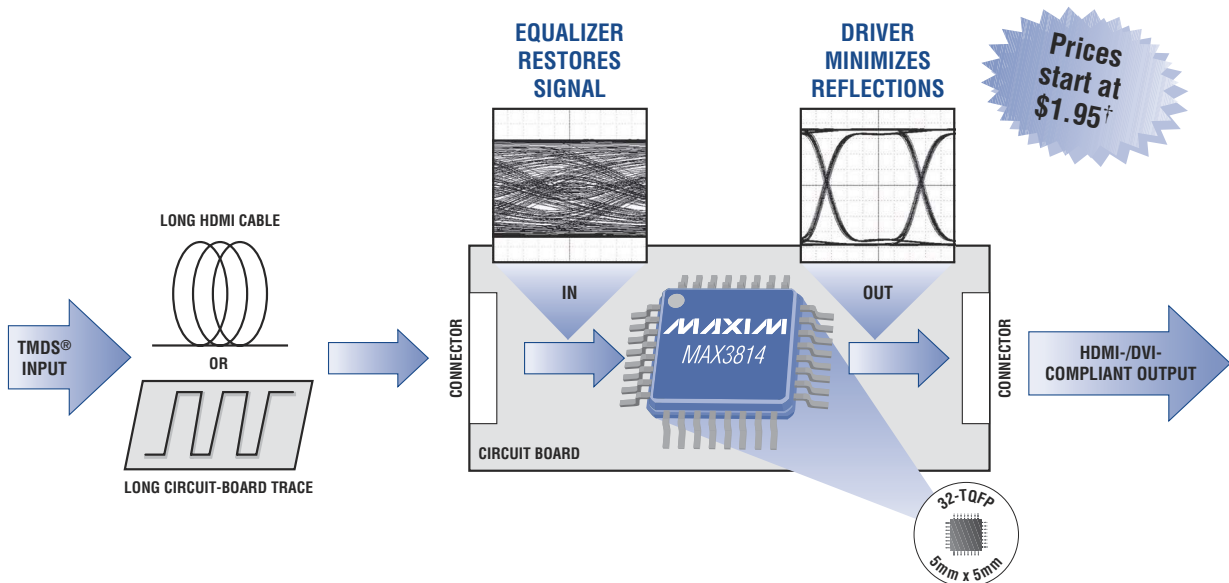 EQUALIZER
RESTORES
SIGNAL
DRIVER
MINIMIZES
REFLECTIONS
Prices
start at
$1.95†
LONG HDMI CABLE
TMDS®
INPUT
OR
LONG CIRCUIT-BOARD TRACE
CONNECTOR
IN
MAXIM
MAX3814
OUT
CONNECTOR
HDMI-/DVI-
COMPLIANT OUTPUT
CIRCUIT BOARD
32-TQFP
5mm x 5mm